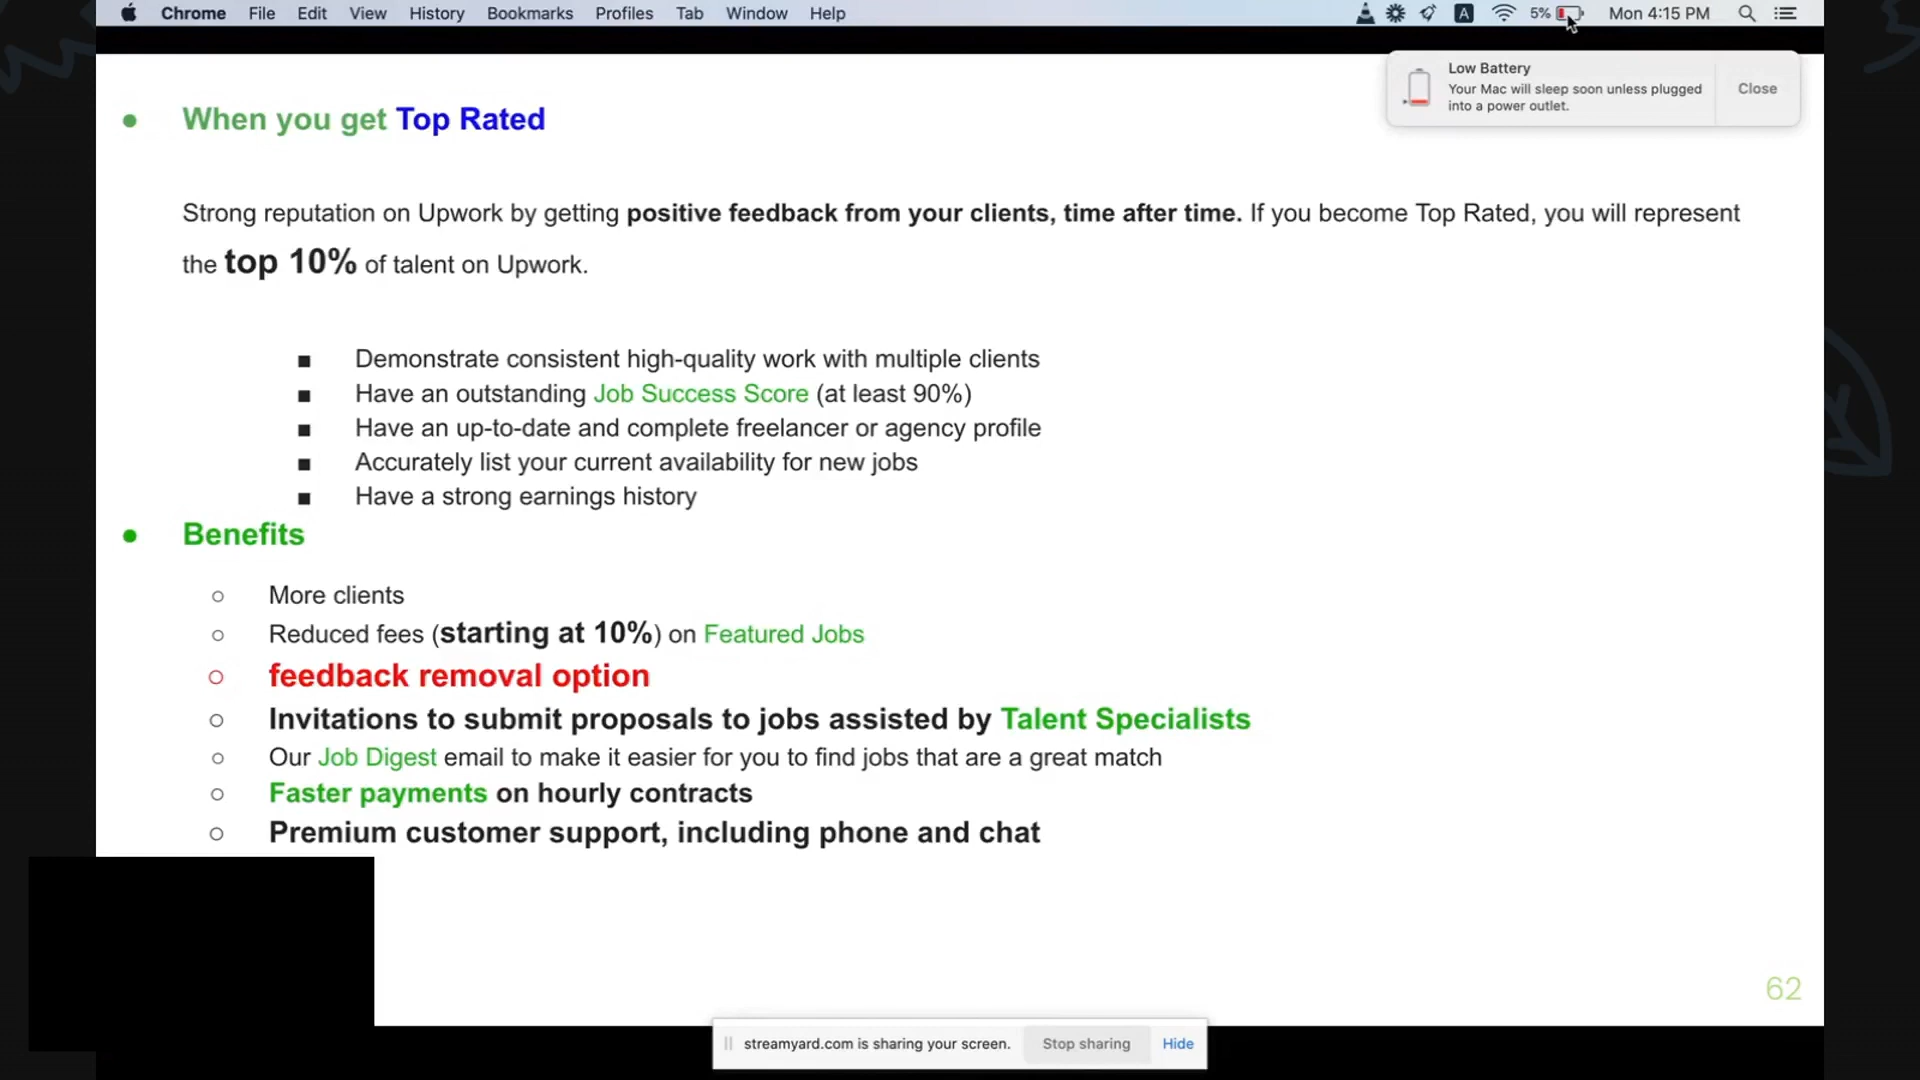 Chrome File Edit View History Bookmarks Profiles Tab Window Help A 5% Mon 4:15 PM
Low Battery
Your Mac will sleep soon unless plugged
into a power outlet.
Close
When you get Top Rated
Strong reputation on Upwork by getting positive feedback from your clients, time after time. If you become Top Rated, you will represent
the top 10% of talent on Upwork.
Demonstrate consistent high-quality work with multiple clients
Have an outstanding Job Success Score (at least 90%)
Have an up-to-date and complete freelancer or agency profile
Accurately list your current availability for new jobs
Have a strong earnings history
Benefits
More clients
Reduced fees (starting at 10%) on Featured Jobs
feedback removal option
Invitations to submit proposals to jobs assisted by Talent Specialists
Our Job Digest email to make it easier for you to find jobs that are a great match
Faster payments on hourly contracts
Premium customer support, including phone and chat
62
streamyard.com is sharing your screen. Stop sharing Hide